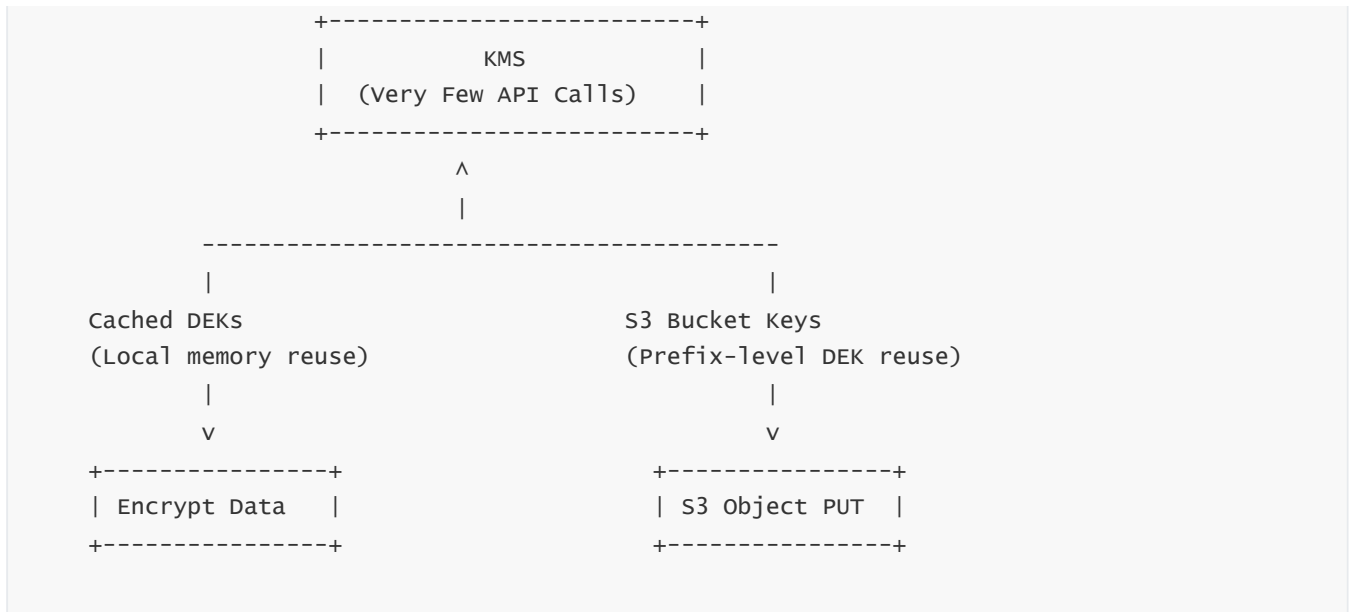 +---------------------------+
                      |            KMS            |
                      |   (Very Few API Calls)    |
                      +---------------------------+
                                ^
                                |
              -----------------------------------------
              |                                       |
      Cached DEKs                           S3 Bucket Keys
      (Local memory reuse)                  (Prefix-level DEK reuse)
              |                                       |
              v                                       v
      +----------------+                      +----------------+
      | Encrypt Data   |                      | S3 Object PUT  |
      +----------------+                      +----------------+